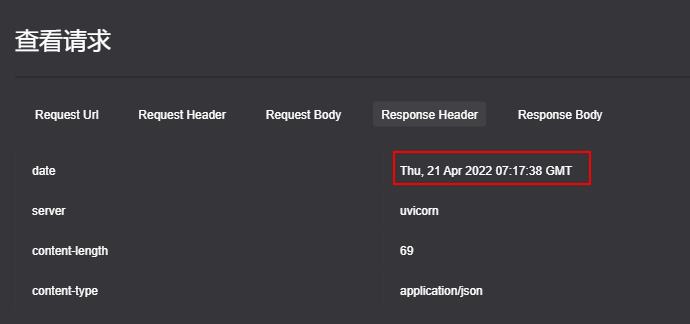 查看请求
Request Url Request Header Request Body Response Header Response Body
date Thu, 21 Apr 2022 07:17:38 GMT
server uvicorn
content-length 69
content-type application/json